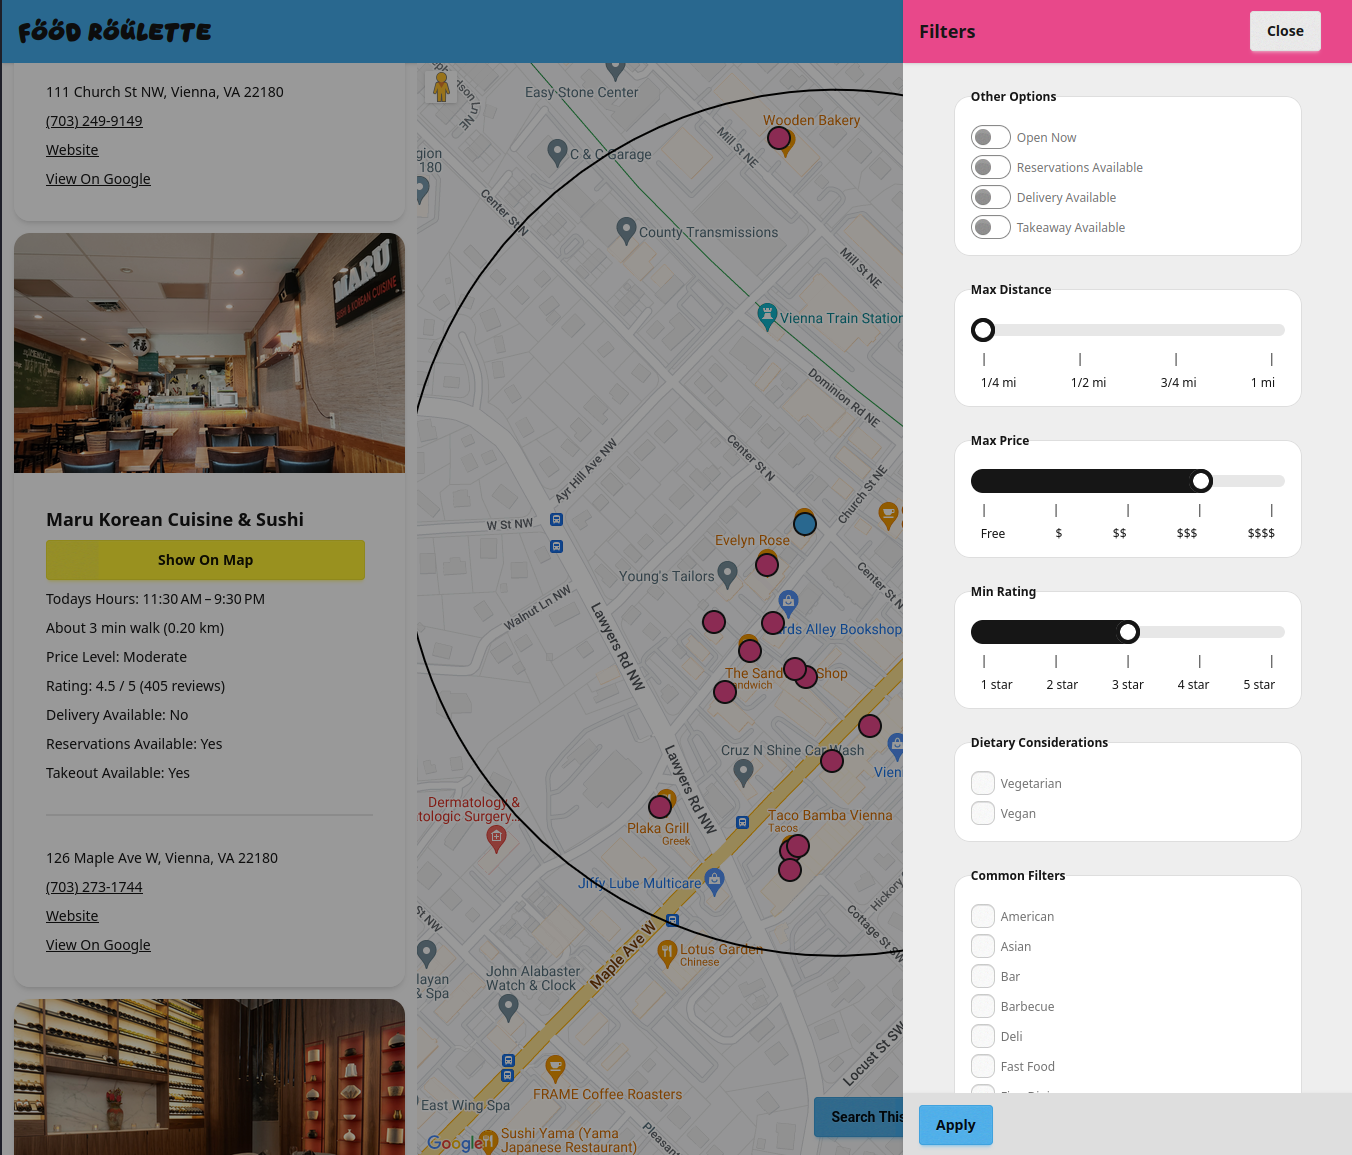 FÖÖD RÖÜLETTE
Filters
Close
111 Church St NW, Vienna, VA 22180
(703) 249-9149
Website
View On Google
MARU
SUSHI & KOREAN CUISINE
福
Maru Korean Cuisine & Sushi
Show On Map
Todays Hours: 11:30 AM – 9:30 PM
About 3 min walk (0.20 km)
Price Level: Moderate
Rating: 4.5 / 5 (405 reviews)
Delivery Available: No
Reservations Available: Yes
Takeout Available: Yes
126 Maple Ave W, Vienna, VA 22180
(703) 273-1744
Website
View On Google
Easy Stone Center
Wooden Bakery
Mill St NE
gion
180
C & C Garage
Center St N
County Transmissions
Mill St NE
Vienna Train Station
Dominion Rd NE
Center St N
Ayr Hill Ave NW
Church St NE
W St NW
Evelyn Rose
Young's Tailors
Center St N
Walnut Ln NW
Lawyers Rd NW
rds Alley Bookshop
The Sand Shop
ndwich
Cruz N Shine Car Wash
Vien
Lawyers Rd NW
Dermatology &
tologic Surgery...
Taco Bamba Vienna
Tacos
Plaka Grill
Greek
Jiffy Lube Multicare
Hickory
Cottage St SW
St NW
Maple Ave W
Lotus Garden
Chinese
layan
& Spa
John Alabaster
Watch & Clock
Locust St SW
FRAME Coffee Roasters
East Wing Spa
Search This
Google
Sushi Yama (Yama
Japanese Restaurant)
Pleasan
Other Options
Open Now
Reservations Available
Delivery Available
Takeaway Available
Max Distance
1/4 mi 1/2 mi 3/4 mi 1 mi
Max Price
Free $ $$ $$$ $$$$
Min Rating
1 star 2 star 3 star 4 star 5 star
Dietary Considerations
Vegetarian
Vegan
Common Filters
American
Asian
Bar
Barbecue
Deli
Fast Food
Apply